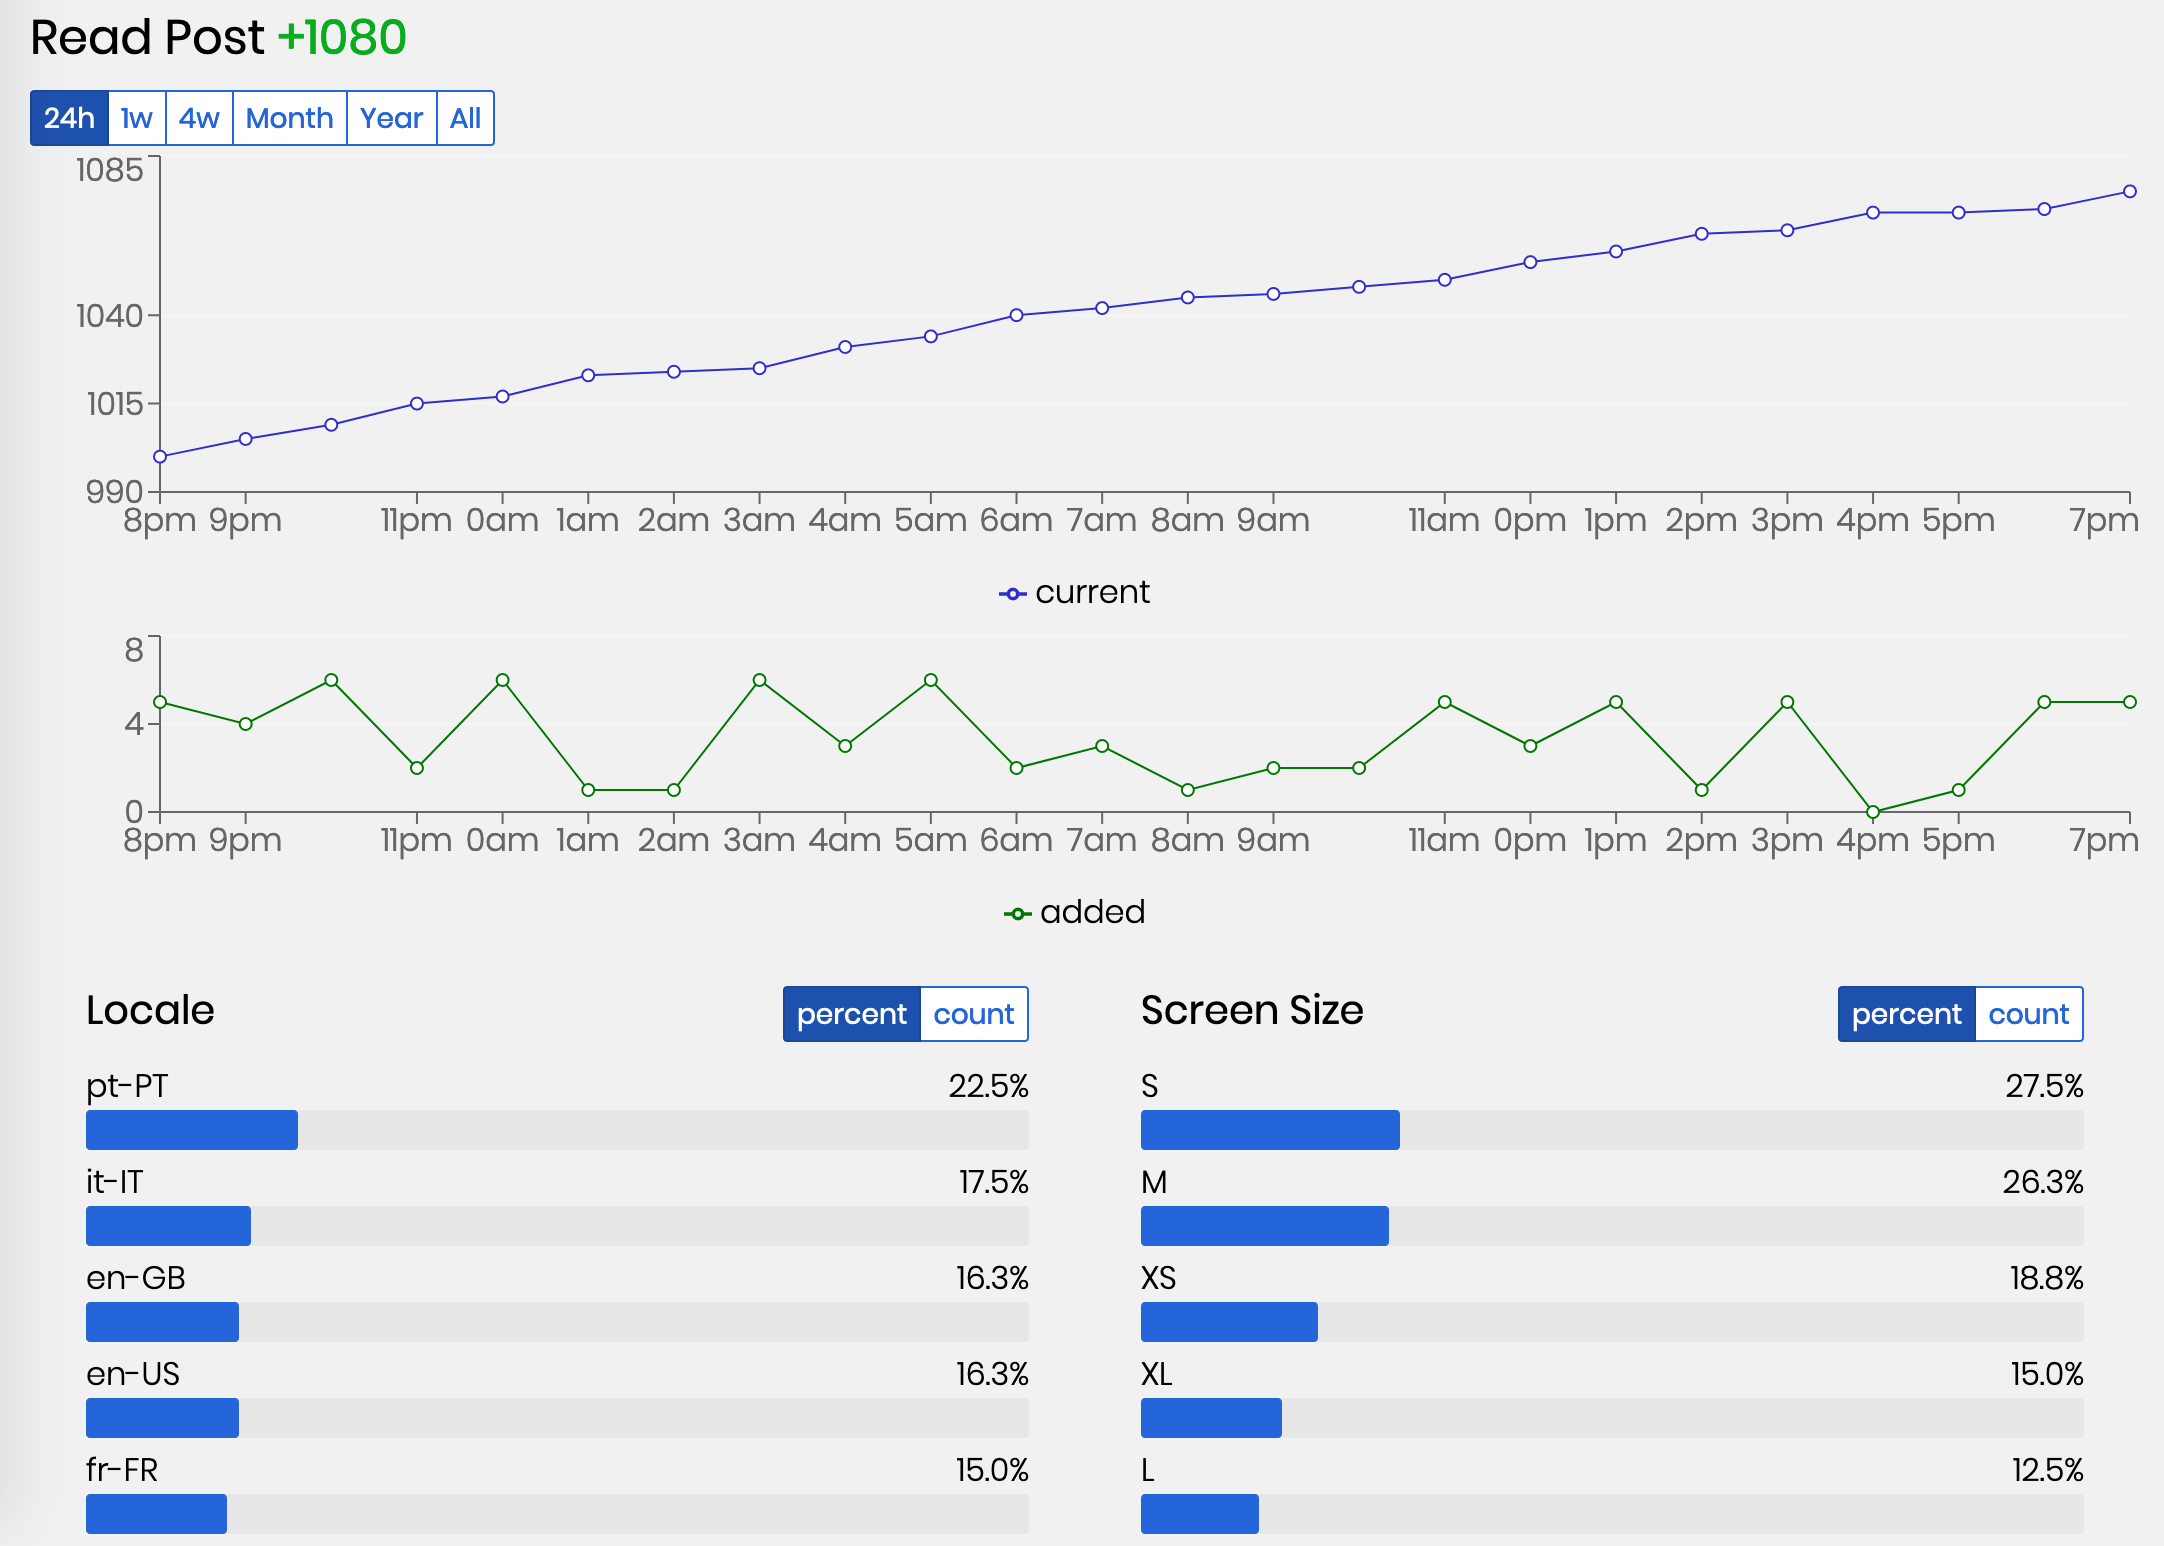 Read Post +1080
24h 1w 4w Month Year All
1085
1040
1015
990
8pm 9pm 11pm 0am 1am 2am 3am 4am 5am 6am 7am 8am 9am 11am 0pm 1pm 2pm 3pm 4pm 5pm 7pm
current
8
4
0
8pm 9pm 11pm 0am 1am 2am 3am 4am 5am 6am 7am 8am 9am 11am 0pm 1pm 2pm 3pm 4pm 5pm 7pm
added
Locale percent count
pt-PT 22.5%
it-IT 17.5%
en-GB 16.3%
en-US 16.3%
fr-FR 15.0%
Screen Size percent count
S 27.5%
M 26.3%
XS 18.8%
XL 15.0%
L 12.5%